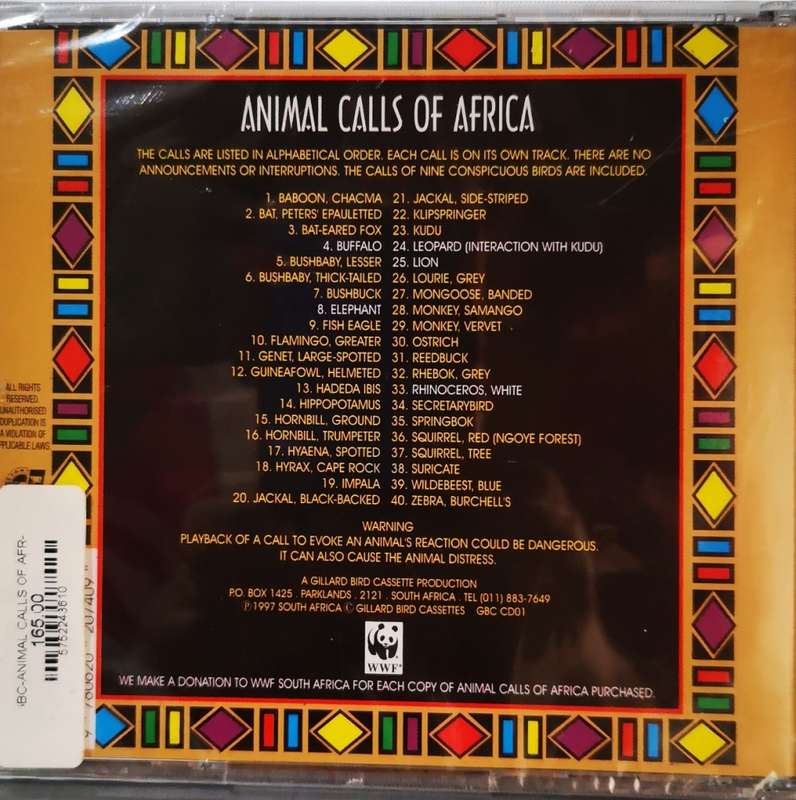 ANIMAL CALLS OF AFRICA
THE CALLS ARE LISTED IN ALPHABETICAL ORDER. EACH CALL IS ON ITS OWN TRACK. THERE ARE NO
ANNOUNCEMENTS OR INTERRUPTIONS. THE CALLS OF NINE CONSPICUOUS BIRDS ARE INCLUDED.
1. BABOON, CHACMA
2. BAT, PETERS' EPAULETTED
3. BAT-EARED FOX
4. BUFFALO
5. BUSHBABY, LESSER
6. BUSHBABY, THICK-TAILED
7. BUSHBUCK
8. ELEPHANT
9. FISH EAGLE
10. FLAMINGO, GREATER
11. GENET, LARGE-SPOTTED
12. GUINEAFOWL, HELMETED
13. HADEDA IBIS
14. HIPPOPOTAMUS
15. HORNBILL, GROUND
16. HORNBILL, TRUMPETER
17. HYAENA, SPOTTED
18. HYRAX, CAPE ROCK
19. IMPALA
20. JACKAL, BLACK-BACKED
21. JACKAL, SIDE-STRIPED
22. KLIPSPRINGER
23. KUDU
24. LEOPARD (INTERACTION WITH KUDU)
25. LION
26. LOURIE, GREY
27. MONGOOSE, BANDED
28. MONKEY, SAMANGO
29. MONKEY, VERVET
30. OSTRICH
31. REEDBUCK
32. RHEBOK, GREY
33. RHINOCEROS, WHITE
34. SECRETARYBIRD
35. SPRINGBOK
36. SQUIRREL, RED (NGOYE FOREST)
37. SQUIRREL, TREE
38. SURICATE
39. WILDEBEEST, BLUE
40. ZEBRA, BURCHELL'S
WARNING
PLAYBACK OF A CALL TO EVOKE AN ANIMAL'S REACTION COULD BE DANGEROUS.
IT CAN ALSO CAUSE THE ANIMAL DISTRESS.
A GILLARD BIRD CASSETTE PRODUCTION
P.O. BOX 1425 . PARKLANDS . 2121 . SOUTH AFRICA . TEL (011) 883-7649
Ⓟ 1997 SOUTH AFRICA © GILLARD BIRD CASSETTES GBC CD01
WWF
WE MAKE A DONATION TO WWF SOUTH AFRICA FOR EACH COPY OF ANIMAL CALLS OF AFRICA PURCHASED.
ALL RIGHTS
RESERVED.
UNAUTHORISED
DUPLICATION IS
A VIOLATION OF
APPLICABLE LAWS
BC-ANIMAL CALLS OF AFR-
165.00
5752243610